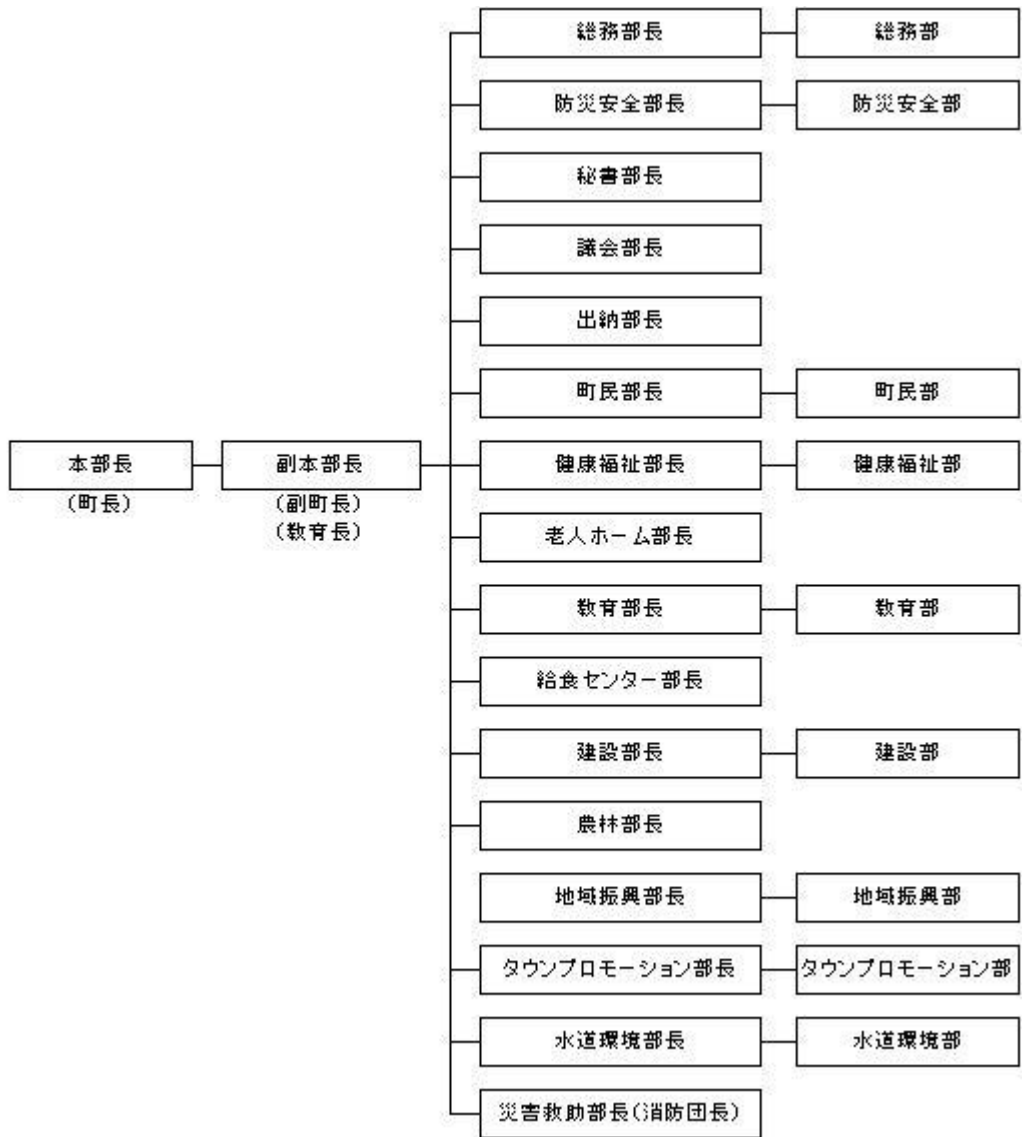 総務部長
総務部
防災安全部長
防災安全部
秘書部長
議会部長
出納部長
町民部長
町民部
本部長
副本部長
健康福祉部長
健康福祉部
(町長)
(副町長)
(教育長)
老人ホーム部長
教育部長
教育部
給食センター部長
建設部長
建設部
農林部長
地域振興部長
地域振興部
タウンプロモーション部長
タウンプロモーション部
水道環境部長
水道環境部
災害救助部長(消防団長)